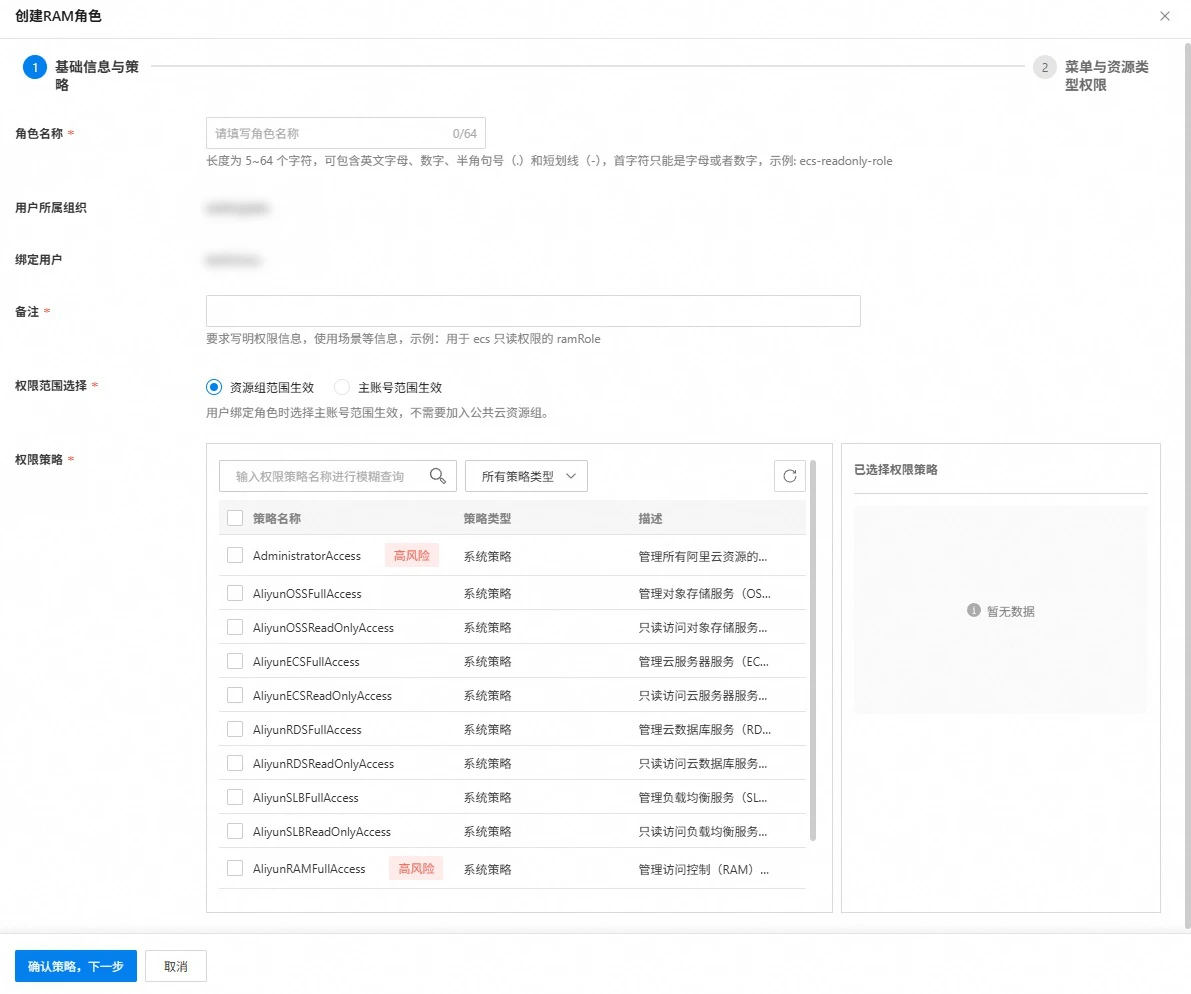 创建RAM角色
1 基础信息与策
略
2 菜单与资源类
型权限
角色名称 *
请填写角色名称 0/64
长度为 5~64 个字符，可包含英文字母、数字、半角句号（.）和短划线（-），首字符只能是字母或者数字，示例: ecs-readonly-role
用户所属组织
绑定用户
备注 *
要求写明权限信息，使用场景等信息，示例：用于 ecs 只读权限的 ramRole
权限范围选择 *
资源组范围生效 主账号范围生效
用户绑定角色时选择主账号范围生效，不需要加入公共云资源组。
权限策略 *
输入权限策略名称进行模糊查询 所有策略类型
策略名称 策略类型 描述
AdministratorAccess 高风险 系统策略 管理所有阿里云资源的...
AliyunOSSFullAccess 系统策略 管理对象存储服务（OS...
AliyunOSSReadOnlyAccess 系统策略 只读访问对象存储服务...
AliyunECSFullAccess 系统策略 管理云服务器服务（EC...
AliyunECSReadOnlyAccess 系统策略 只读访问云服务器服务...
AliyunRDSFullAccess 系统策略 管理云数据库服务（RD...
AliyunRDSReadOnlyAccess 系统策略 只读访问云数据库服务...
AliyunSLBFullAccess 系统策略 管理负载均衡服务（SL...
AliyunSLBReadOnlyAccess 系统策略 只读访问负载均衡服务...
AliyunRAMFullAccess 高风险 系统策略 管理访问控制（RAM）...
已选择权限策略
暂无数据
确认策略，下一步 取消